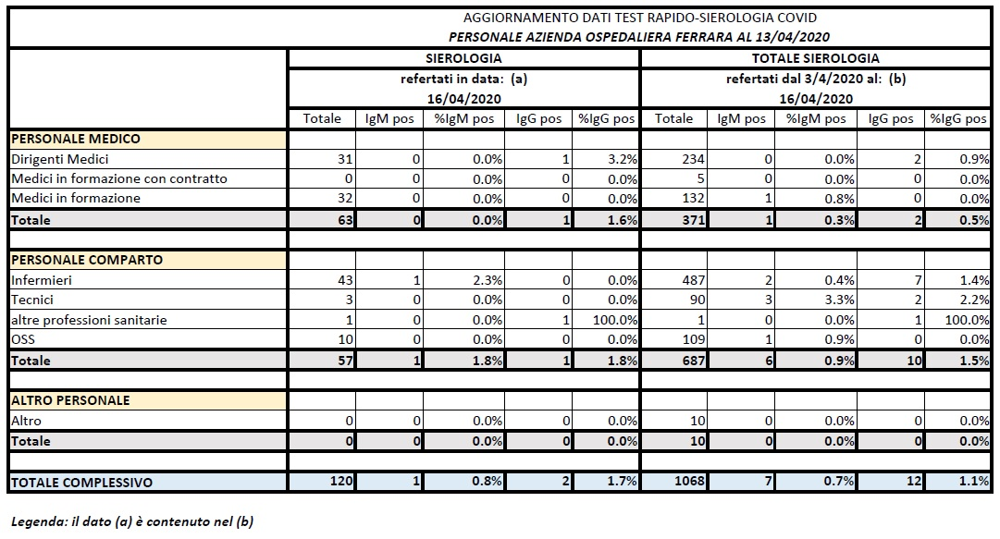 AGGIORNAMENTO DATI TEST RAPIDO-SIEROLOGIA COVID
PERSONALE AZIENDA OSPEDALIERA FERRARA AL 13/04/2020
SIEROLOGIA TOTALE SIEROLOGIA
refertati in data: (a) refertati dal 3/4/2020 al: (b)
16/04/2020 16/04/2020
Totale IgM pos %IgM pos IgG pos %IgG pos Totale IgM pos %IgM pos IgG pos %IgG pos
PERSONALE MEDICO
Dirigenti Medici 31 0 0.0% 1 3.2% 234 0 0.0% 2 0.9%
Medici in formazione con contratto 0 0 0.0% 0 0.0% 5 0 0.0% 0 0.0%
Medici in formazione 32 0 0.0% 0 0.0% 132 1 0.8% 0 0.0%
Totale 63 0 0.0% 1 1.6% 371 1 0.3% 2 0.5%
PERSONALE COMPARTO
Infermieri 43 1 2.3% 0 0.0% 487 2 0.4% 7 1.4%
Tecnici 3 0 0.0% 0 0.0% 90 3 3.3% 2 2.2%
altre professioni sanitarie 1 0 0.0% 1 100.0% 1 0 0.0% 1 100.0%
OSS 10 0 0.0% 0 0.0% 109 1 0.9% 0 0.0%
Totale 57 1 1.8% 1 1.8% 687 6 0.9% 10 1.5%
ALTRO PERSONALE
Altro 0 0 0.0% 0 0.0% 10 0 0.0% 0 0.0%
Totale 0 0 0.0% 0 0.0% 10 0 0.0% 0 0.0%
TOTALE COMPLESSIVO 120 1 0.8% 2 1.7% 1068 7 0.7% 12 1.1%
Legenda: il dato (a) è contenuto nel (b)